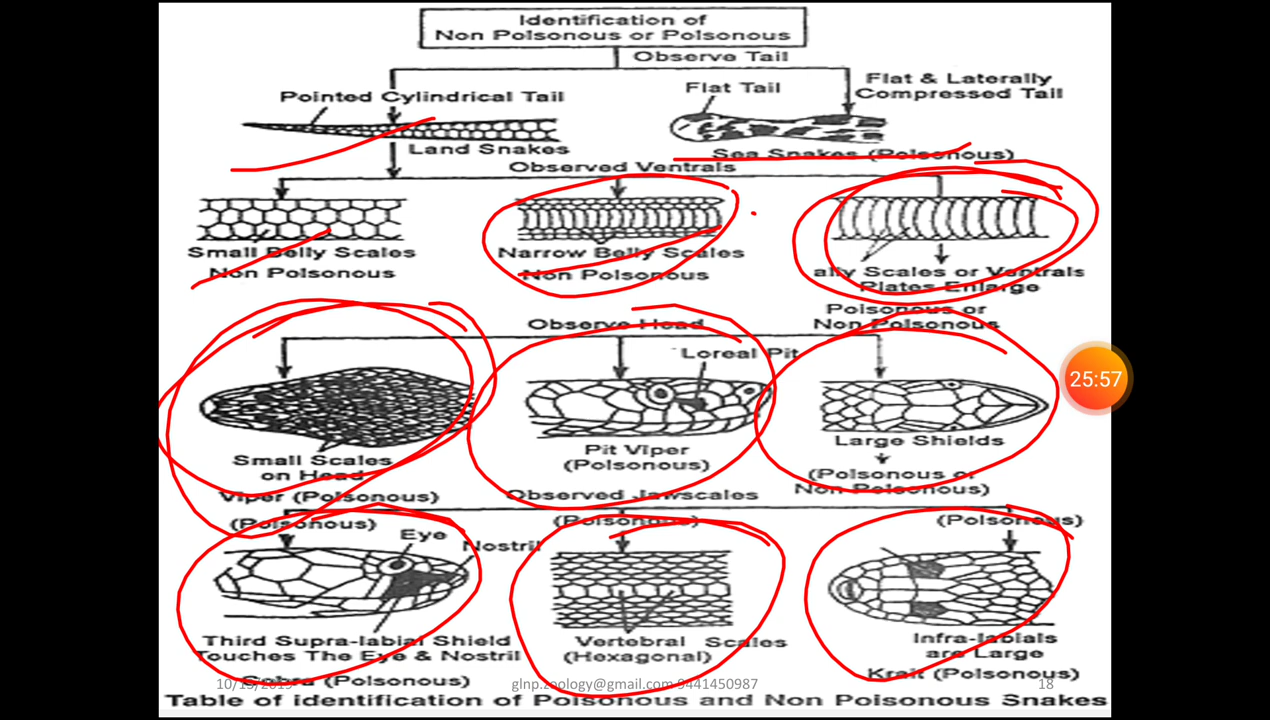 Identification of
Non Poisonous or Poisonous
Observe Tail
Pointed Cylindrical Tail
Flat Tail
Flat & Laterally
Compressed Tail
Land Snakes
Sea Snakes (Poisonous)
Observed Ventrals
Small Belly Scales
Non Poisonous
Narrow Belly Scales
Non Poisonous
ally Scales or Ventrals
Plates Enlarge
Poisonous or
Non Poisonous
Observe Head
Loreal Pit
25:57
Small Scales
on Head
Viper (Poisonous)
Pit Viper
(Poisonous)
Large Shields
(Poisonous or
Non Poisonous)
Observed Jawscales
(Poisonous)
(Poisonous)
(Poisonous)
Eye
Nostril
Third Supra-labial Shield
Touches The Eye & Nostril
Cobra (Poisonous)
Vertebral Scales
(Hexagonal)
Infra-labials
are Large
Krait (Poisonous)
10/15/2019
glnp.zoology@gmail.com 9441450987
18
Table of identification of Poisonous and Non Poisonous Snakes